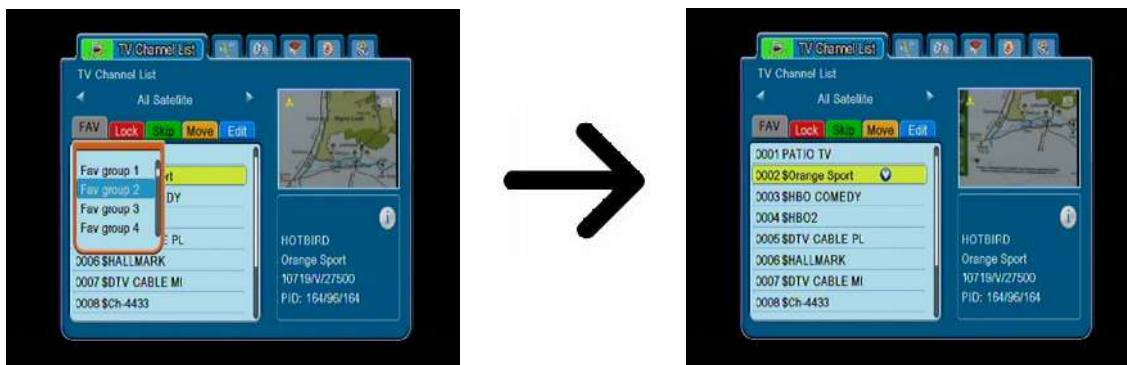 TV Channel List
TV Channel List
All Satellite
FAV Lock Skip Move Edit
Fav group 1
Fav group 2
Fav group 3
Fav group 4
rt
DY
E PL
0006 $HALLMARK
0007 $DTV CABLE MI
0008 $Ch-4433
HOTBIRD
Orange Sport
10719/V/27500
PID: 164/96/164
TV Channel List
TV Channel List
All Satellite
FAV Lock Skip Move Edit
0001 PATIO TV
0002 $Orange Sport
0003 $HBO COMEDY
0004 $HBO2
0005 $DTV CABLE PL
0006 $HALLMARK
0007 $DTV CABLE MI
0008 $Ch-4433
HOTBIRD
Orange Sport
10719/V/27500
PID: 164/96/164